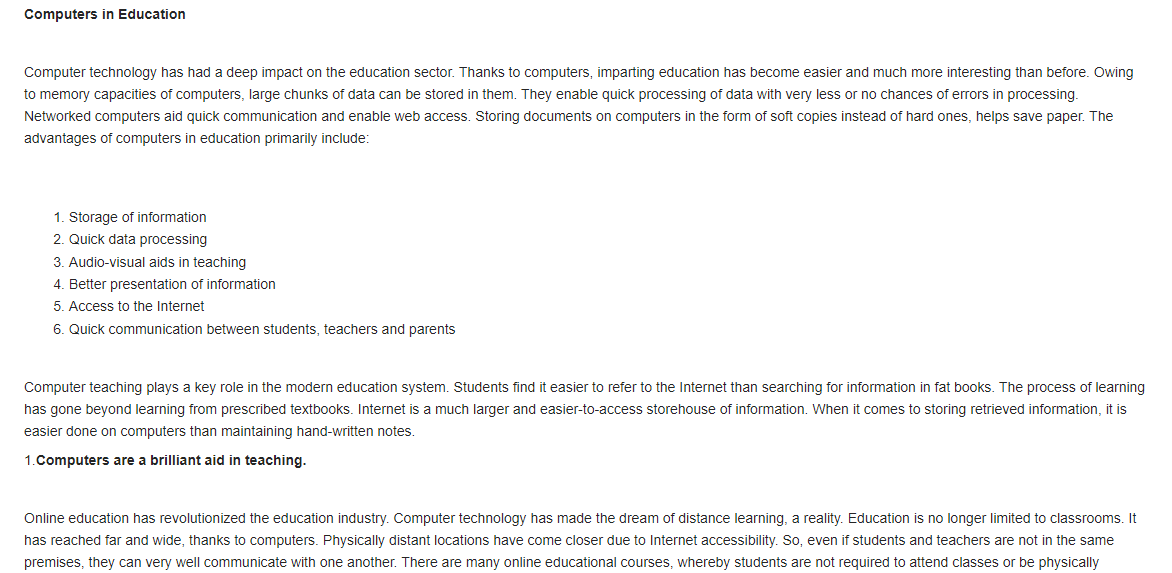 Computers in Education
Computer technology has had a deep impact on the education sector. Thanks to computers, imparting education has become easier and much more interesting than before. Owing
to memory capacities of computers, large chunks of data can be stored in them. They enable quick processing of data with very less or no chances of errors in processing.
Networked computers aid quick communication and enable web access. Storing documents on computers in the form of soft copies instead of hard ones, helps save paper. The
advantages of computers in education primarily include:
1. Storage of information
2. Quick data processing
3. Audio-visual aids in teaching
4. Better presentation of information
5. Access to the Internet
6. Quick communication between students, teachers and parents
Computer teaching plays a key role in the modern education system. Students find it easier to refer to the Internet than searching for information in fat books. The process of learning
has gone beyond learning from prescribed textbooks. Internet is a much larger and easier-to-access storehouse of information. When it comes to storing retrieved information, it is
easier done on computers than maintaining hand-written notes.
1.Computers are a brilliant aid in teaching.
Online education has revolutionized the education industry. Computer technology has made the dream of distance learning, a reality. Education is no longer limited to classrooms. It
has reached far and wide, thanks to computers. Physically distant locations have come closer due to Internet accessibility. So, even if students and teachers are not in the same
premises, they can very well communicate with one another. There are many online educational courses, whereby students are not required to attend classes or be physically